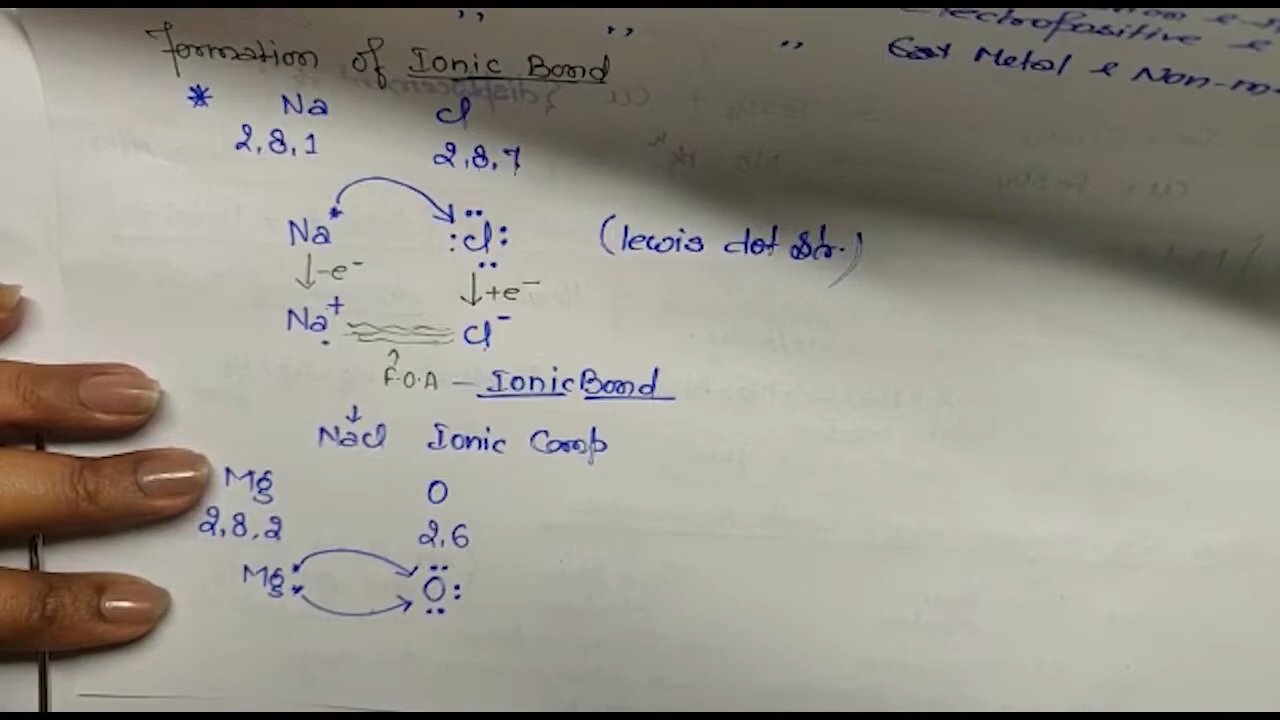 Formation of Ionic Bond
Electropositive &
Metal & Non-m
* Na Cl
2,8,1 2,8,7
Na Cl (lewis dot Str.)
-e⁻ +e⁻
Na⁺ Cl⁻
F.O.A – Ionic Bond
NaCl Ionic Comp
Mg O
2,8,2 2,6
Mg O